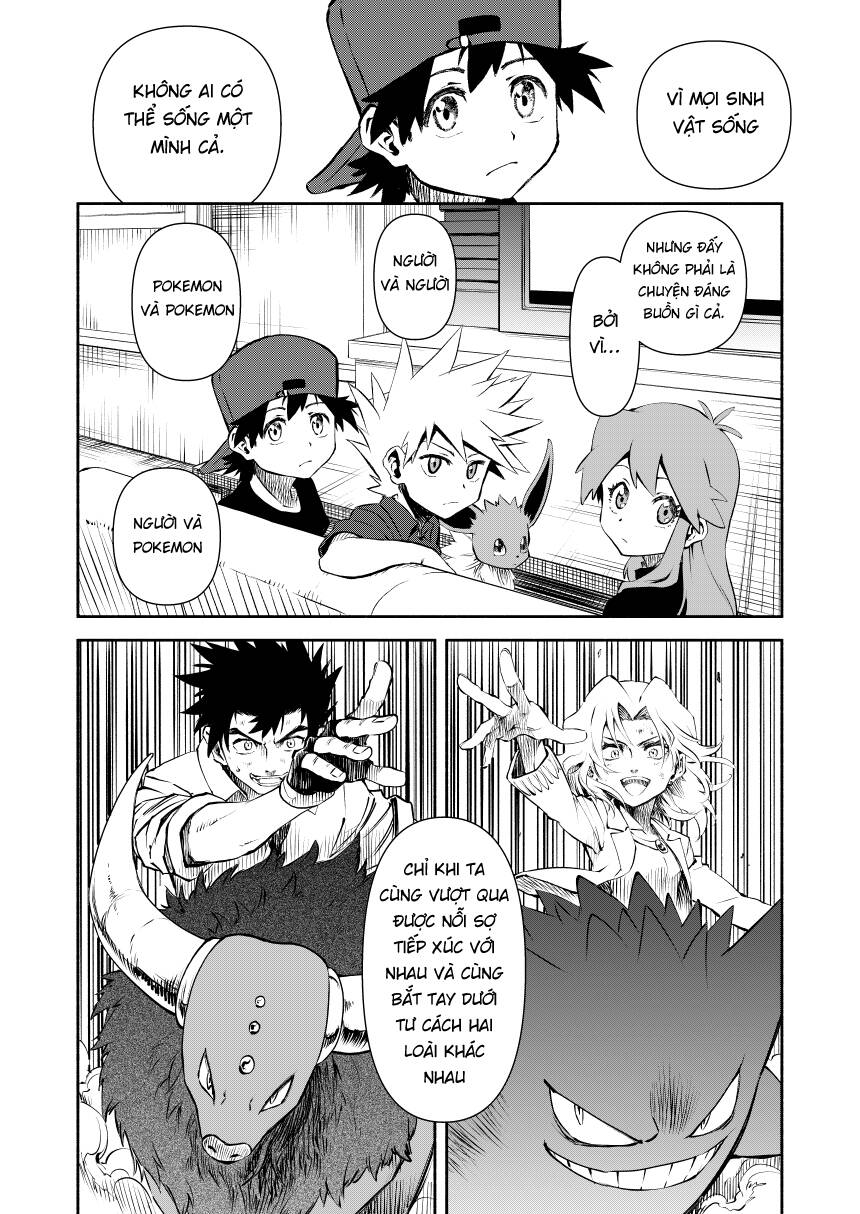 VÌ MỌI SINH
VẬT SỐNG
KHÔNG AI CÓ
THỂ SỐNG MỘT
MÌNH CẢ.
NHƯNG ĐẤY
KHÔNG PHẢI LÀ
CHUYỆN ĐÁNG
BUỒN GÌ CẢ.
BỞI
VÌ...
NGƯỜI
VÀ NGƯỜI
POKEMON
VÀ POKEMON
NGƯỜI VÀ
POKEMON
CHỈ KHI TA
CÙNG VƯỢT QUA
ĐƯỢC NỖI SỢ
TIẾP XÚC VỚI
NHAU VÀ CÙNG
BẮT TAY DƯỚI
TƯ CÁCH HAI
LOÀI KHÁC
NHAU